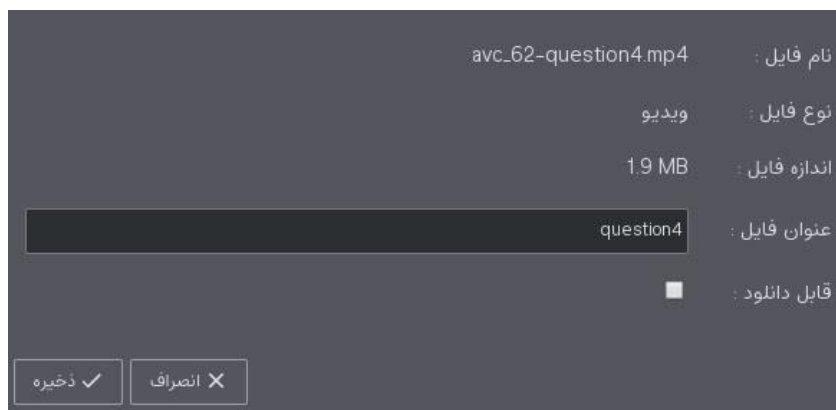 نام فایل : avc_62-question4.mp4
نوع فایل : ویدیو
اندازه فایل : 1.9 MB
عنوان فایل : question4
قابل دانلود :
انصراف ذخیره